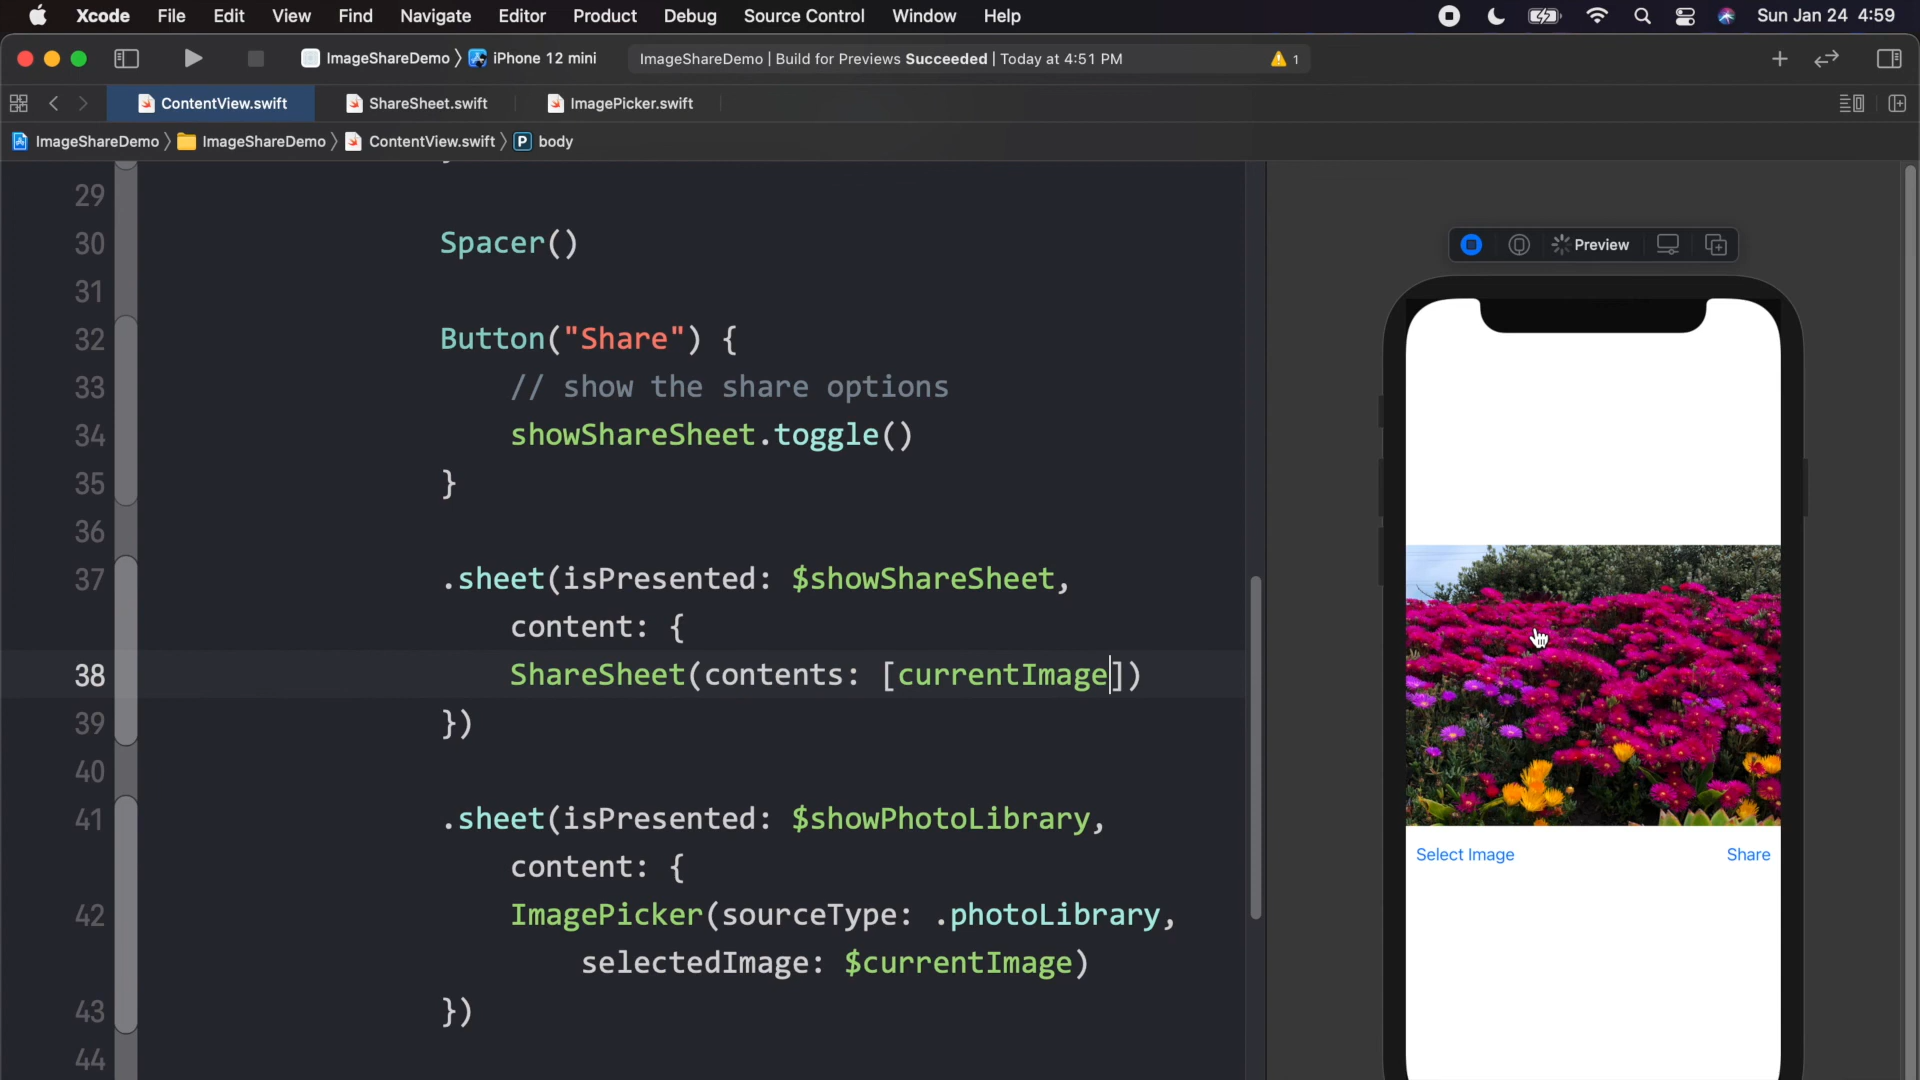 Xcode File Edit View Find Navigate Editor Product Debug Source Control Window Help Sun Jan 24 4:59
ImageShareDemo 〉 iPhone 12 mini ImageShareDemo | Build for Previews Succeeded | Today at 4:51 PM 1
ContentView.swift ShareSheet.swift ImagePicker.swift
ImageShareDemo 〉 ImageShareDemo 〉 ContentView.swift 〉 P body
29
30 Spacer()
31
32 Button("Share") {
33 // show the share options
34 showShareSheet.toggle()
35 }
36
37 .sheet(isPresented: $showShareSheet,
content: {
38 ShareSheet(contents: [currentImage])
39 })
40
41 .sheet(isPresented: $showPhotoLibrary,
content: {
42 ImagePicker(sourceType: .photoLibrary,
selectedImage: $currentImage)
43 })
44
Preview
Select Image Share